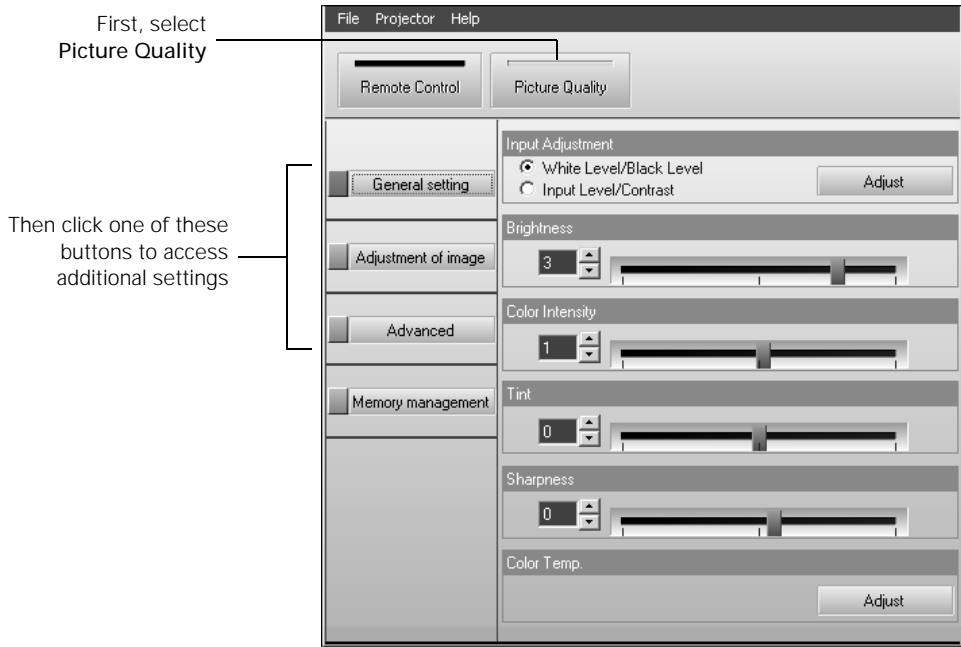 First, select
Picture Quality
Then click one of these
buttons to access
additional settings
File Projector Help
Remote Control
Picture Quality
General setting
Adjustment of image
Advanced
Memory management
Input Adjustment
White Level/Black Level
Input Level/Contrast
Adjust
Brightness
3
Color Intensity
1
Tint
0
Sharpness
0
Color Temp.
Adjust